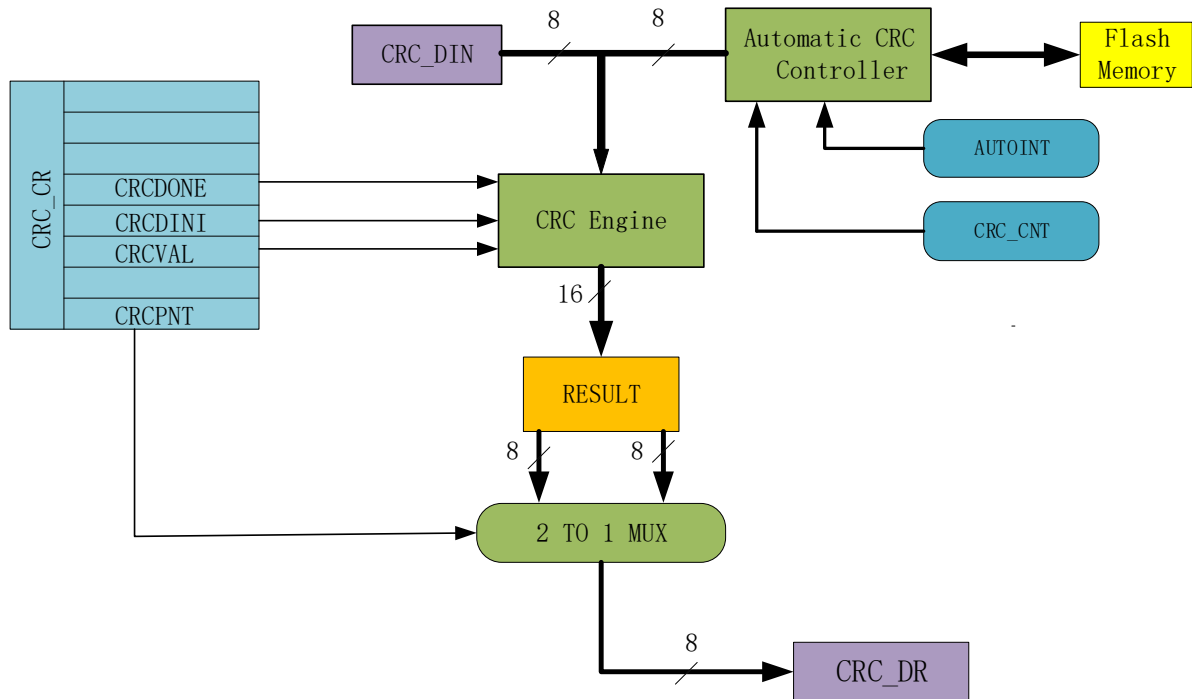 8
8
CRC_DIN
Automatic CRC
Controller
Flash
Memory
CRC_CR
AUTOINT
CRCDONE
CRCDINI
CRC Engine
CRC_CNT
CRCVAL
16
CRCPNT
-
RESULT
8
8
2 TO 1 MUX
8
CRC_DR